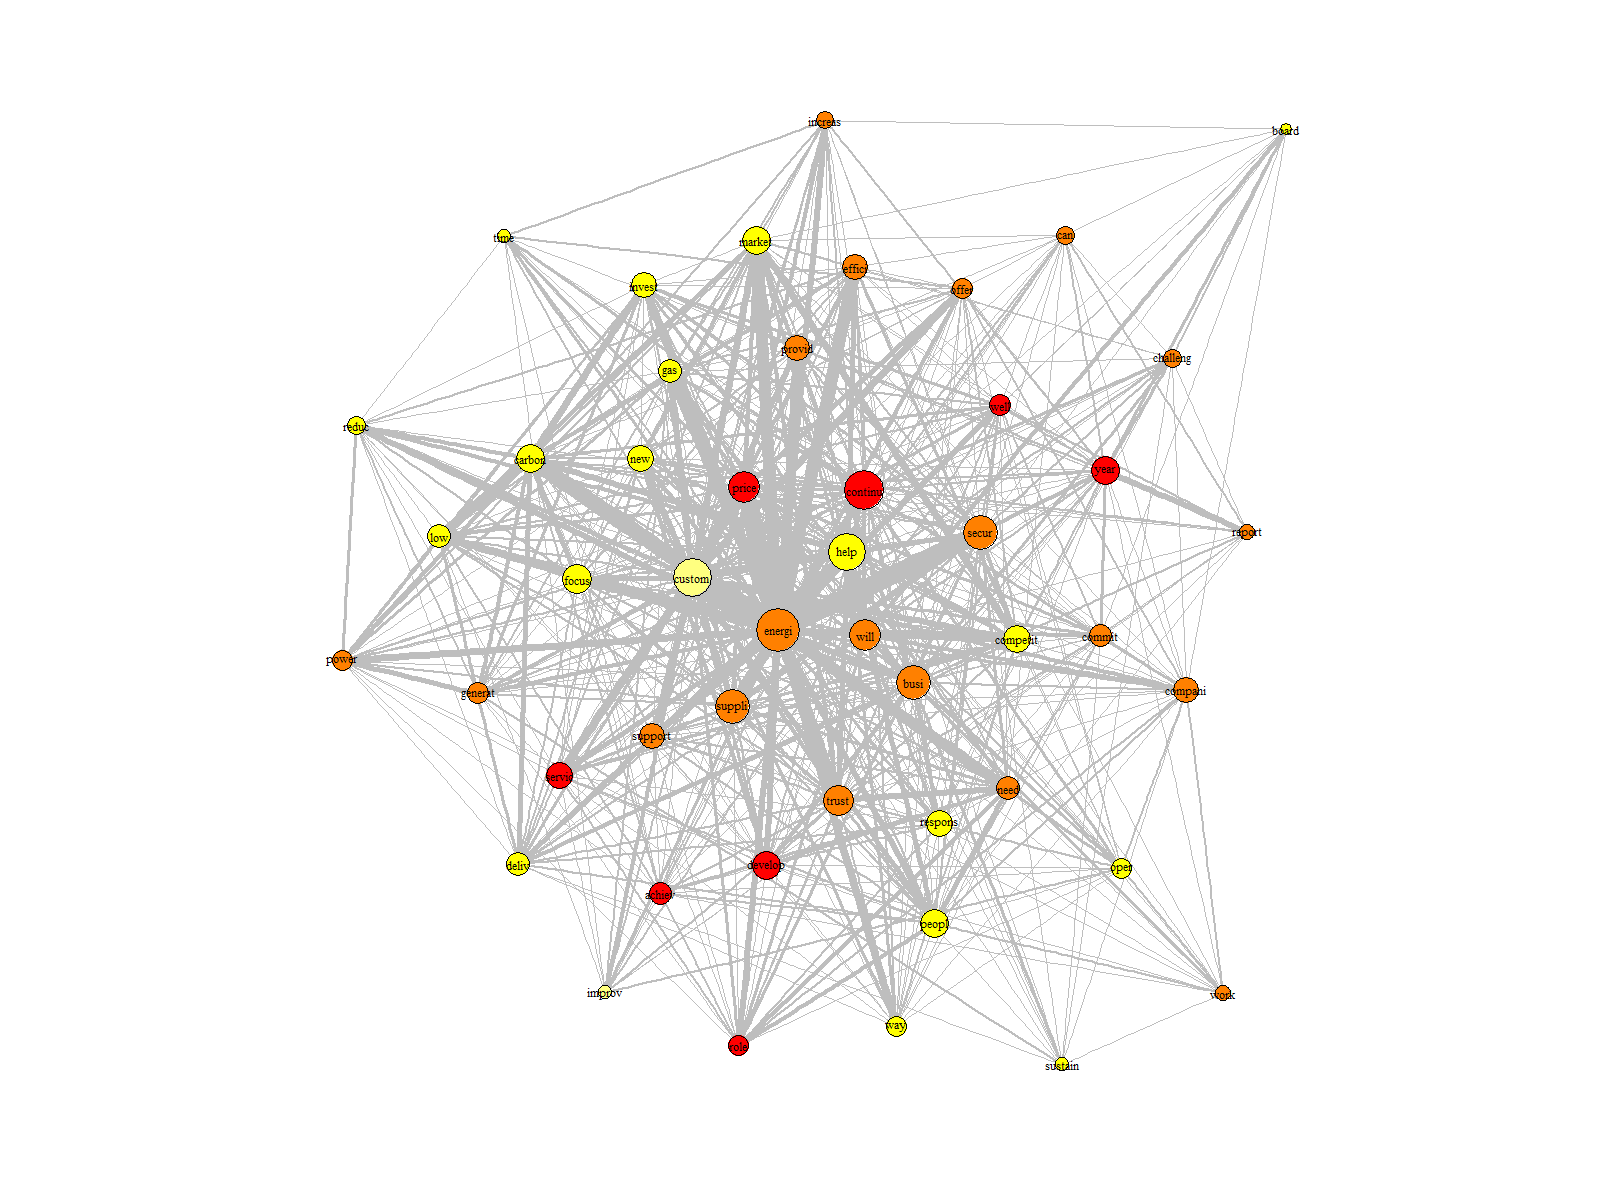 increas
board
time
can
market
effici
invest
offer
provid
challeng
gas
well
reduc
carbon
new
year
price
continu
secur
report
low
help
custom
focus
energi
will
competit
commit
power
busi
generat
compani
suppli
support
servic
need
trust
respons
develop
deliv
oper
achiev
peopl
improv
work
way
role
sustain